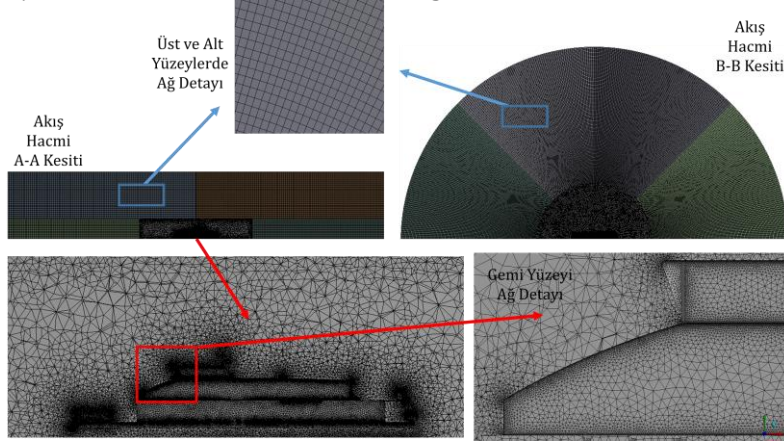 Üst ve Alt
Yüzeylerde
Ağ Detayı
Akış
Hacmi
A-A Kesiti
Akış
Hacmi
B-B Kesiti
Gemi Yüzeyi
Ağ Detayı